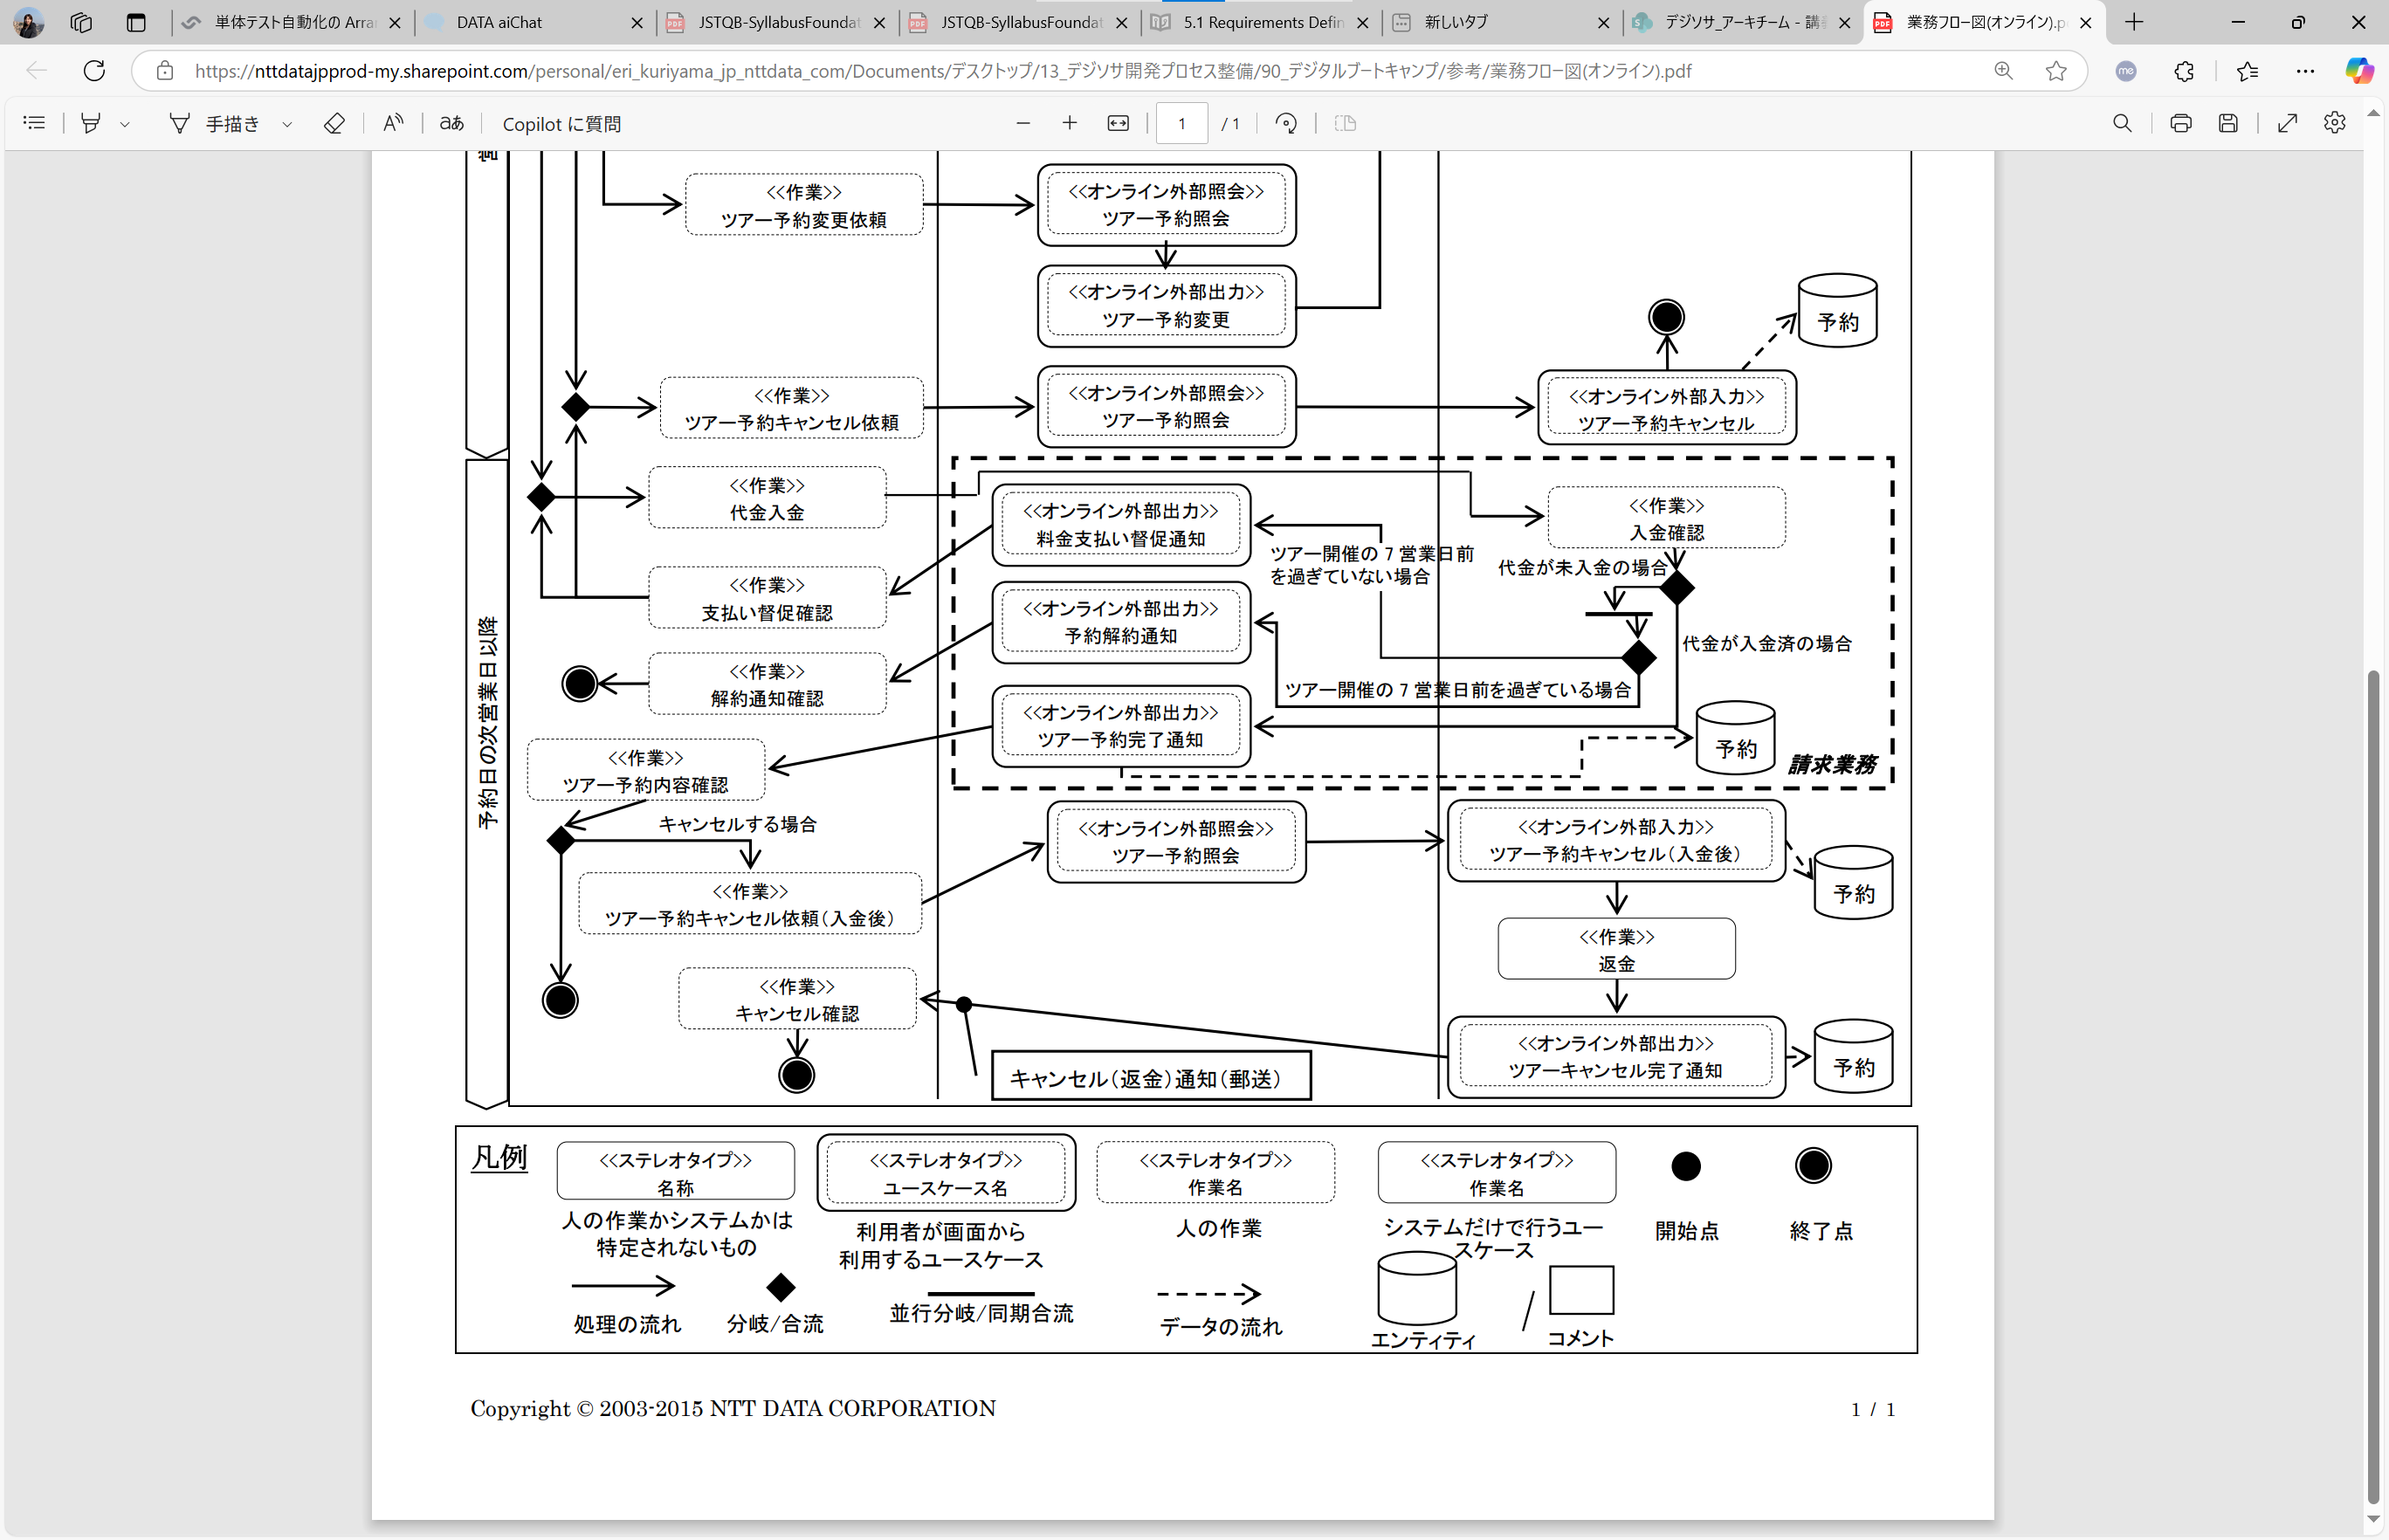 単体テスト自動化の Arra
DATA aiChat
JSTQB-SyllabusFoundat
JSTQB-SyllabusFoundat
5.1 Requirements Defin
新しいタブ
デジソサ_アーキチーム - 講
業務フロー図(オンライン).p
https://nttdatajpprod-my.sharepoint.com/personal/eri_kuriyama_jp_nttdata_com/Documents/デスクトップ/13_デジソサ開発プロセス整備/90_デジタルブートキャンプ/参考/業務フロー図(オンライン).pdf
me
手描き
aあ
Copilot に質問
1
/ 1
<<作業>>
ツアー予約変更依頼
<<オンライン外部照会>>
ツアー予約照会
<<オンライン外部出力>>
ツアー予約変更
予約
<<作業>>
ツアー予約キャンセル依頼
<<オンライン外部照会>>
ツアー予約照会
<<オンライン外部入力>>
ツアー予約キャンセル
予約日の次営業日以降
<<作業>>
代金入金
<<オンライン外部出力>>
料金支払い督促通知
<<作業>>
入金確認
ツアー開催の 7 営業日前
を過ぎていない場合
代金が未入金の場合
<<作業>>
支払い督促確認
<<オンライン外部出力>>
予約解約通知
代金が入金済の場合
<<作業>>
解約通知確認
ツアー開催の 7 営業日前を過ぎている場合
<<オンライン外部出力>>
ツアー予約完了通知
予約
請求業務
<<作業>>
ツアー予約内容確認
キャンセルする場合
<<オンライン外部照会>>
ツアー予約照会
<<オンライン外部入力>>
ツアー予約キャンセル（入金後）
予約
<<作業>>
ツアー予約キャンセル依頼（入金後）
<<作業>>
返金
<<作業>>
キャンセル確認
<<オンライン外部出力>>
ツアーキャンセル完了通知
予約
キャンセル（返金）通知（郵送）
凡例
<<ステレオタイプ>>
名称
人の作業かシステムかは
特定されないもの
<<ステレオタイプ>>
ユースケース名
利用者が画面から
利用するユースケース
<<ステレオタイプ>>
作業名
人の作業
<<ステレオタイプ>>
作業名
システムだけで行うユー
スケース
開始点
終了点
処理の流れ
分岐/合流
並行分岐/同期合流
データの流れ
エンティティ
コメント
Copyright © 2003-2015 NTT DATA CORPORATION
1 / 1